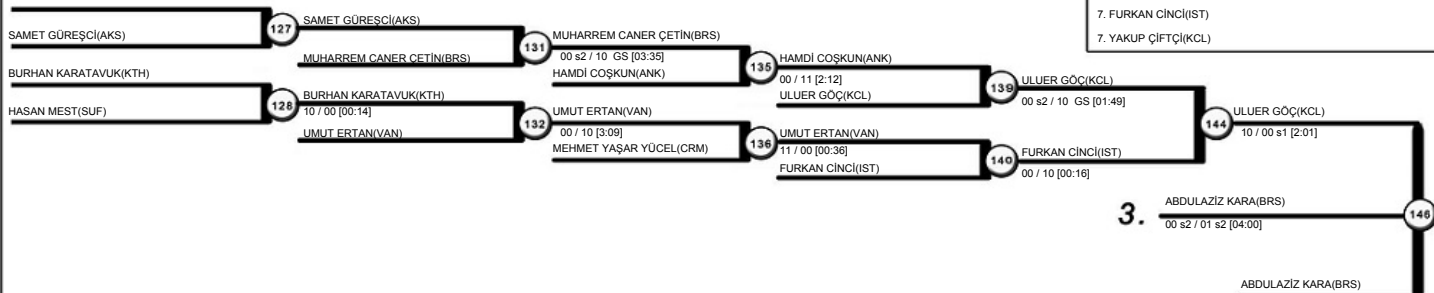 7. FURKAN CİNCİ(IST)
7. YAKUP ÇİFTÇİ(KCL)
SAMET GÜREŞCİ(AKS)
127
SAMET GÜREŞCİ(AKS)
MUHARREM CANER ÇETİN(BRS)
131
MUHARREM CANER ÇETİN(BRS)
00 s2 / 10 GS [03:35]
HAMDİ COŞKUN(ANK)
135
HAMDİ COŞKUN(ANK)
00 / 11 [2:12]
ULUER GÖÇ(KCL)
139
ULUER GÖÇ(KCL)
00 s2 / 10 GS [01:49]
BURHAN KARATAVUK(KTH)
HASAN MEST(SUF)
128
BURHAN KARATAVUK(KTH)
10 / 00 [00:14]
UMUT ERTAN(VAN)
132
UMUT ERTAN(VAN)
00 / 10 [3:09]
MEHMET YAŞAR YÜCEL(CRM)
136
UMUT ERTAN(VAN)
11 / 00 [00:36]
FURKAN CİNCİ(IST)
140
FURKAN CİNCİ(IST)
00 / 10 [00:16]
144
ULUER GÖÇ(KCL)
10 / 00 s1 [2:01]
3.
ABDULAZİZ KARA(BRS)
00 s2 / 01 s2 [04:00]
146
ABDULAZİZ KARA(BRS)